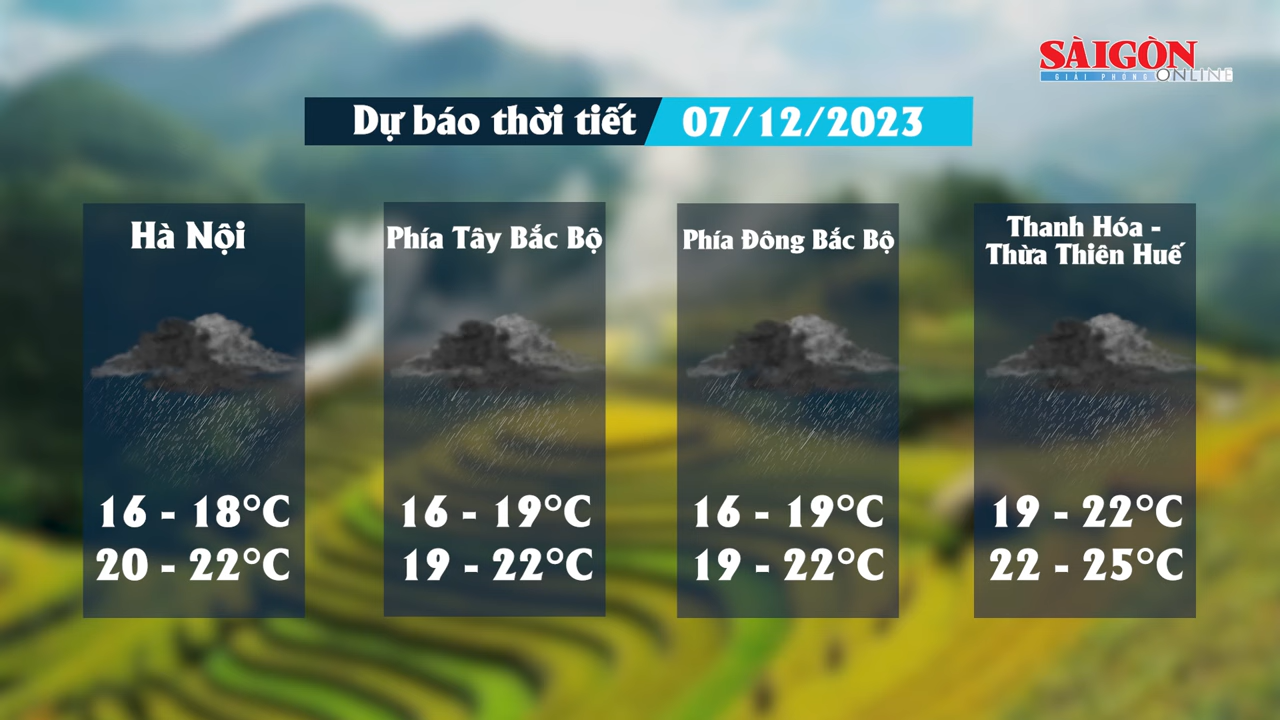 SÀIGÒN
GIẢI PHÓNG ONLINE
Dự báo thời tiết 07/12/2023
Hà Nội
16 - 18°C
20 - 22°C
Phía Tây Bắc Bộ
16 - 19°C
19 - 22°C
Phía Đông Bắc Bộ
16 - 19°C
19 - 22°C
Thanh Hóa -
Thừa Thiên Huế
19 - 22°C
22 - 25°C